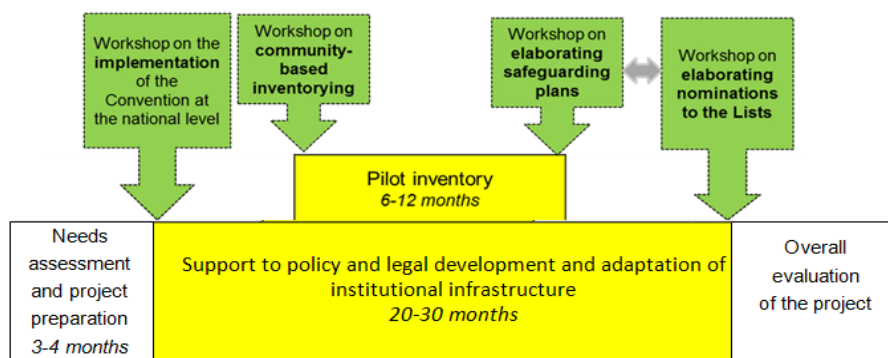 Workshop on the
implementation
of the
Convention at
the national level
Workshop on
community-
based
inventorying
Workshop on
elaborating
safeguarding
plans
Workshop on
elaborating
nominations
to the Lists
Pilot inventory
6-12 months
Needs
assessment
and project
preparation
3-4 months
Support to policy and legal development and adaptation of
institutional infrastructure
20-30 months
Overall
evaluation
of the project